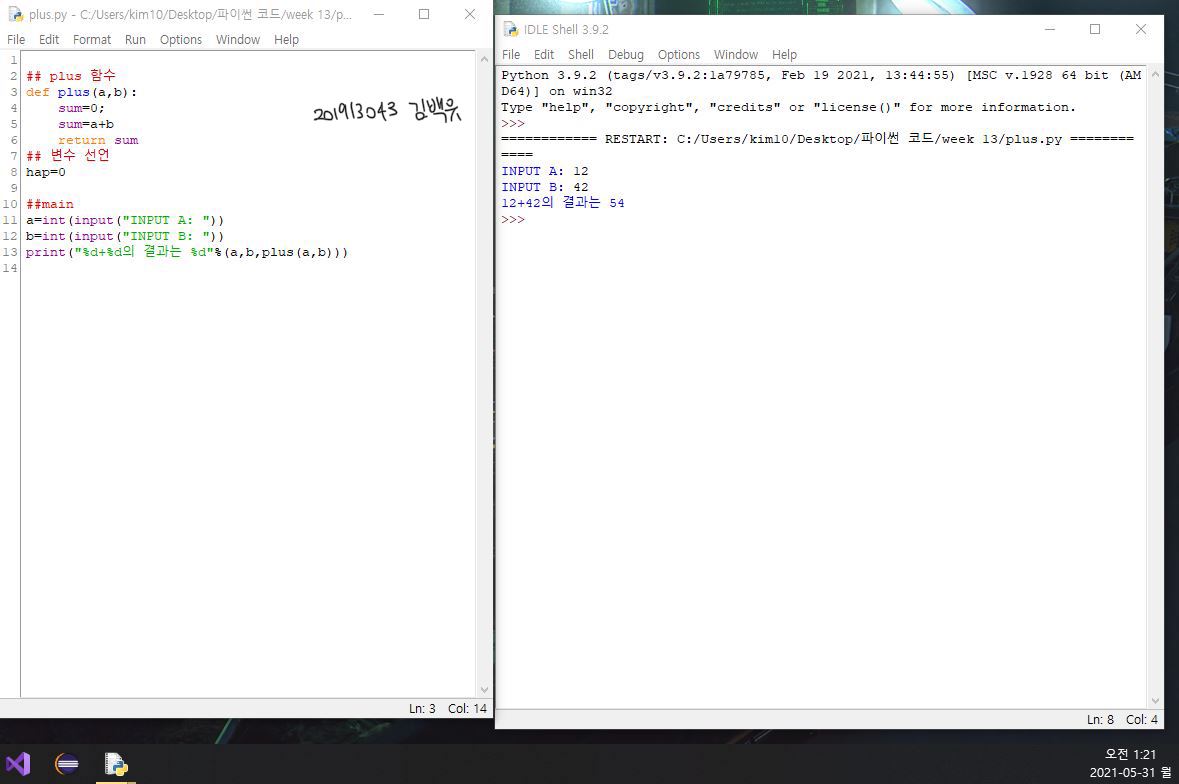 plus.py - C:/Users/kim10/Desktop/파이썬 코드/week 13/p...
File Edit Format Run Options Window Help
1
2 ## plus 함수
3 def plus(a,b):
4     sum=0;
5     sum=a+b
6     return sum
7 ## 변수 선언
8 hap=0
9
10 ##main
11 a=int(input("INPUT A: "))
12 b=int(input("INPUT B: "))
13 print("%d+%d의 결과는 %d"%(a,b,plus(a,b)))
14
201913043 김백유
Ln: 3 Col: 14
IDLE Shell 3.9.2
File Edit Shell Debug Options Window Help
Python 3.9.2 (tags/v3.9.2:1a79785, Feb 19 2021, 13:44:55) [MSC v.1928 64 bit (AM
D64)] on win32
Type "help", "copyright", "credits" or "license()" for more information.
>>>
============ RESTART: C:/Users/kim10/Desktop/파이썬 코드/week 13/plus.py ========
====
INPUT A: 12
INPUT B: 42
12+42의 결과는 54
>>>
Ln: 8 Col: 4
오전 1:21
2021-05-31 월